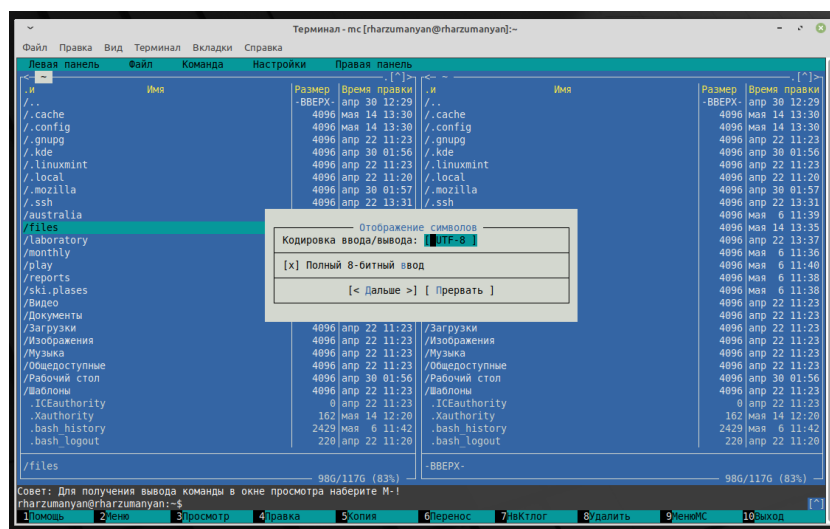 Терминал - mc [rharzumanyan@rharzumanyan]:~
Файл Правка Вид Терминал Вкладки Справка
Левая панель Файл Команда Настройки Правая панель
<- ~ .[^]> <- ~ .[^]>
.и Имя Размер Время правки .и Имя Размер Время правки
/.. -ВВЕРХ- апр 30 12:29 /.. -ВВЕРХ- апр 30 12:29
/.cache 4096 мая 14 13:30 /.cache 4096 мая 14 13:30
/.config 4096 мая 14 13:30 /.config 4096 мая 14 13:30
/.gnupg 4096 апр 22 11:23 /.gnupg 4096 апр 22 11:23
/.kde 4096 апр 30 01:56 /.kde 4096 апр 30 01:56
/.linuxmint 4096 апр 22 11:23 /.linuxmint 4096 апр 22 11:23
/.local 4096 апр 22 11:20 /.local 4096 апр 22 11:20
/.mozilla 4096 апр 30 01:57 /.mozilla 4096 апр 30 01:57
/.ssh 4096 апр 22 13:31 /.ssh 4096 апр 22 13:31
/australia 4096 мая 6 11:39
/files Отображение символов 4096 мая 14 13:35
/laboratory Кодировка ввода/вывода: [ UTF-8 ] 4096 апр 22 13:37
/monthly 4096 мая 6 11:36
/play [x] Полный 8-битный ввод 4096 мая 6 11:40
/reports 4096 мая 6 11:38
/ski.plases [< Дальше >] [ Прервать ] 4096 мая 6 11:38
/Видео 4096 апр 22 11:23
/Документы 4096 апр 22 11:23
/Загрузки 4096 апр 22 11:23 /Загрузки 4096 апр 22 11:23
/Изображения 4096 апр 22 11:23 /Изображения 4096 апр 22 11:23
/Музыка 4096 апр 22 11:23 /Музыка 4096 апр 22 11:23
/Общедоступные 4096 апр 22 11:23 /Общедоступные 4096 апр 22 11:23
/Рабочий стол 4096 апр 30 01:56 /Рабочий стол 4096 апр 30 01:56
/Шаблоны 4096 апр 22 11:23 /Шаблоны 4096 апр 22 11:23
.ICEauthority 0 апр 22 11:23 .ICEauthority 0 апр 22 11:23
.Xauthority 162 мая 14 12:20 .Xauthority 162 мая 14 12:20
.bash_history 2429 мая 6 11:42 .bash_history 2429 мая 6 11:42
.bash_logout 220 апр 22 11:20 .bash_logout 220 апр 22 11:20
/files -ВВЕРХ-
98G/117G (83%) 98G/117G (83%)
Совет: Для получения вывода команды в окне просмотра наберите M-!
rharzumanyan@rharzumanyan:~$ [^]
1Помощь 2Меню 3Просмотр 4Правка 5Копия 6Перенос 7НвКтлог 8Удалить 9МенюMC 10Выход